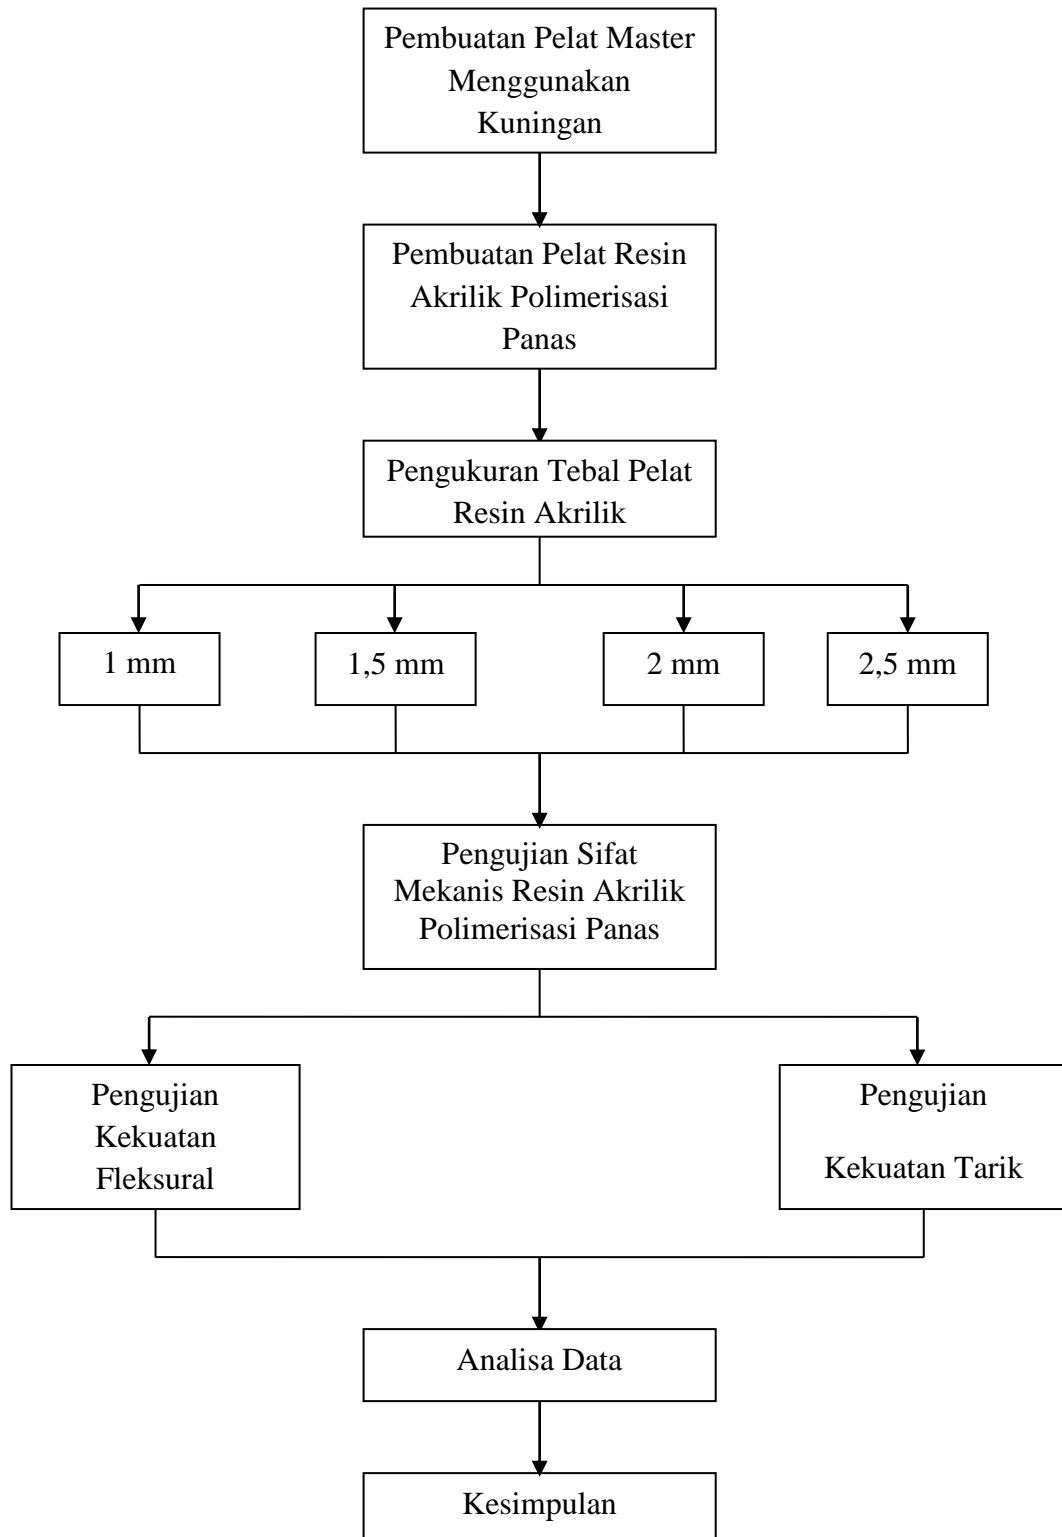 Pembuatan Pelat Master
Menggunakan
Kuningan
Pembuatan Pelat Resin
Akrilik Polimerisasi
Panas
Pengukuran Tebal Pelat
Resin Akrilik
1 mm
1,5 mm
2 mm
2,5 mm
Pengujian Sifat
Mekanis Resin Akrilik
Polimerisasi Panas
Pengujian
Kekuatan
Fleksural
Pengujian
Kekuatan Tarik
Analisa Data
Kesimpulan